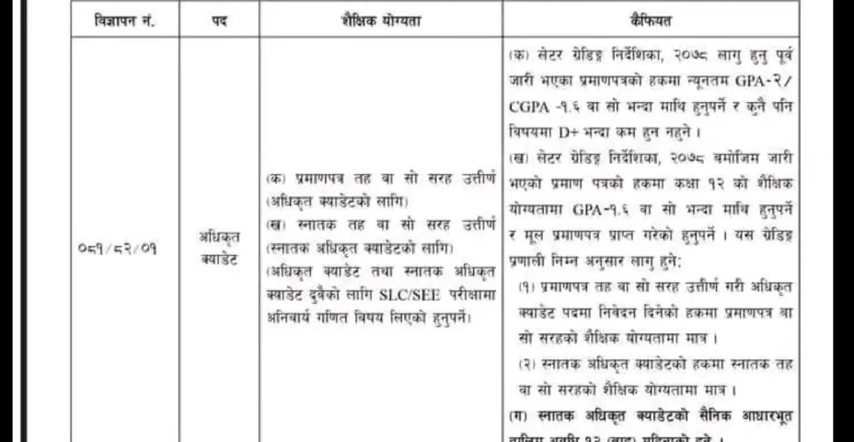 विज्ञापन नं.
पद
शैक्षिक योग्यता
कैफियत
०८१/८२/०१
अधिकृत
क्याडेट
(क) प्रमाणपत्र तह वा सो सरह उत्तीर्ण
(अधिकृत क्याडेटको लागि)
(ख) स्नातक तह वा सो सरह उत्तीर्ण
(स्नातक अधिकृत क्याडेटको लागि)
(अधिकृत क्याडेट तथा स्नातक अधिकृत
क्याडेट दुवैको लागि SLC/SEE परीक्षामा
अनिवार्य गणित विषय लिएको हुनुपर्ने)
(क) लेटर ग्रेडिङ्ग निर्देशिका, २०७८ लागु हुनु पूर्व
जारी भएका प्रमाणपत्रको हकमा न्यूनतम GPA-२/
CGPA -१.६ वा सो भन्दा माथि हुनुपर्ने र कुनै पनि
विषयमा D+ भन्दा कम हुन नहुने ।
(ख) लेटर ग्रेडिङ्ग निर्देशिका, २०७८ बमोजिम जारी
भएको प्रमाण पत्रको हकमा कक्षा १२ को शैक्षिक
योग्यतामा GPA-१.६ वा सो भन्दा माथि हुनुपर्ने
र मूल प्रमाणपत्र प्राप्त गरेको हुनुपर्ने । यस ग्रेडिङ्ग
प्रणाली निम्न अनुसार लागु हुने:
(१) प्रमाणपत्र तह वा सो सरह उत्तीर्ण गरी अधिकृत
क्याडेट पदमा निवेदन दिनेको हकमा प्रमाणपत्र वा
सो सरहको शैक्षिक योग्यतामा मात्र ।
(२) स्नातक अधिकृत क्याडेटको हकमा स्नातक तह
वा सो सरहको शैक्षिक योग्यतामा मात्र ।
(ग) स्नातक अधिकृत क्याडेटको सैनिक आधारभूत
तालिम अवधि १२ (बाह्र) महिनाको हुने ।